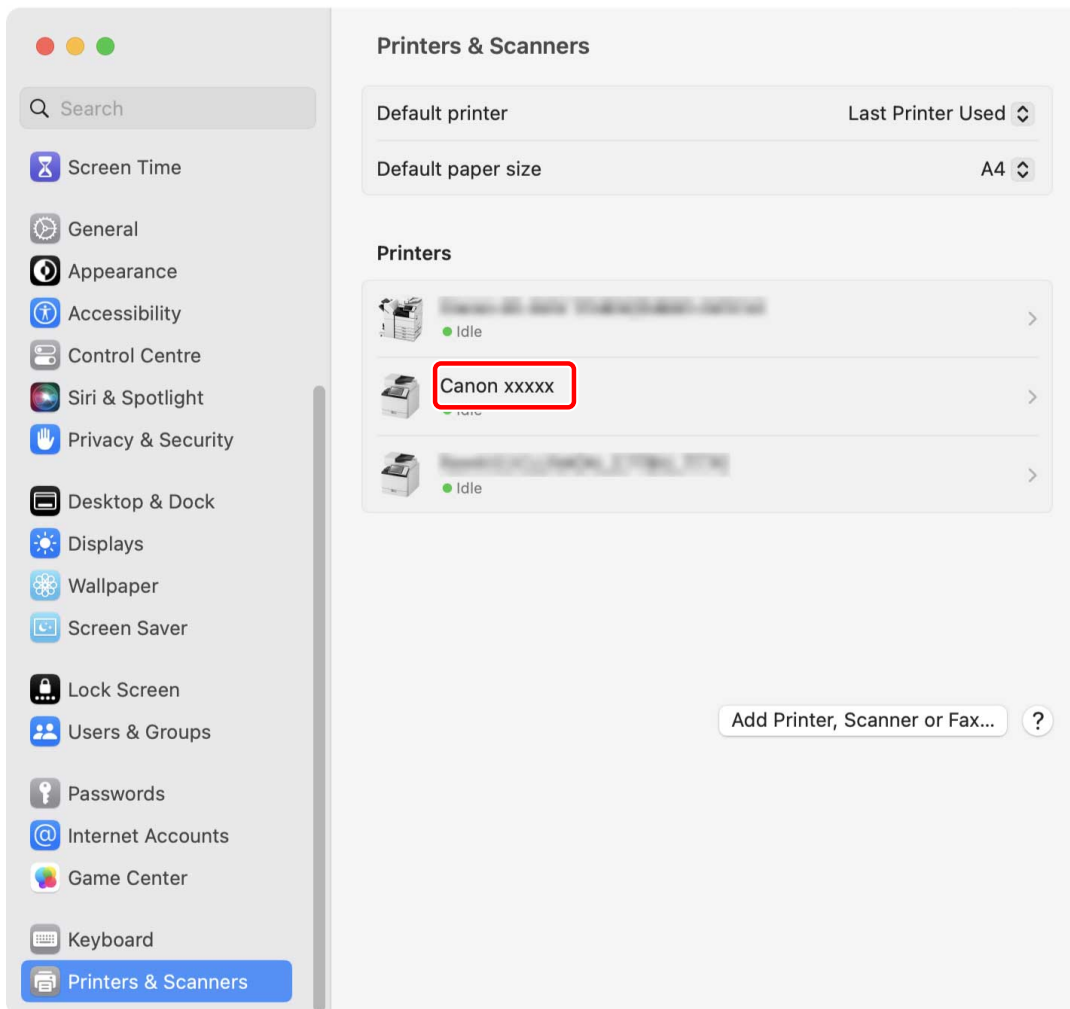 Search
Screen Time
General
Appearance
Accessibility
Control Centre
Siri & Spotlight
Privacy & Security
Desktop & Dock
Displays
Wallpaper
Screen Saver
Lock Screen
Users & Groups
Passwords
Internet Accounts
Game Center
Keyboard
Printers & Scanners
Printers & Scanners
Default printer Last Printer Used
Default paper size A4
Printers
Idle
Canon xxxxx
Idle
Idle
Add Printer, Scanner or Fax... ?